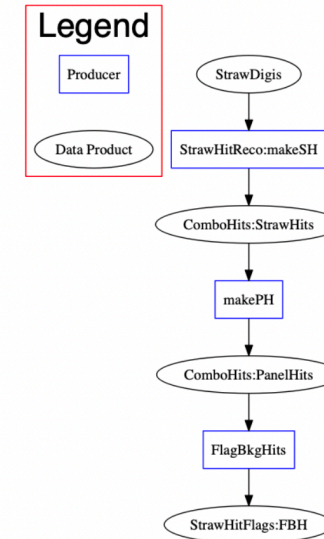 Legend
Producer
Data Product
StrawDigis
StrawHitReco:makeSH
ComboHits:StrawHits
makePH
ComboHits:PanelHits
FlagBkgHits
StrawHitFlags:FBH